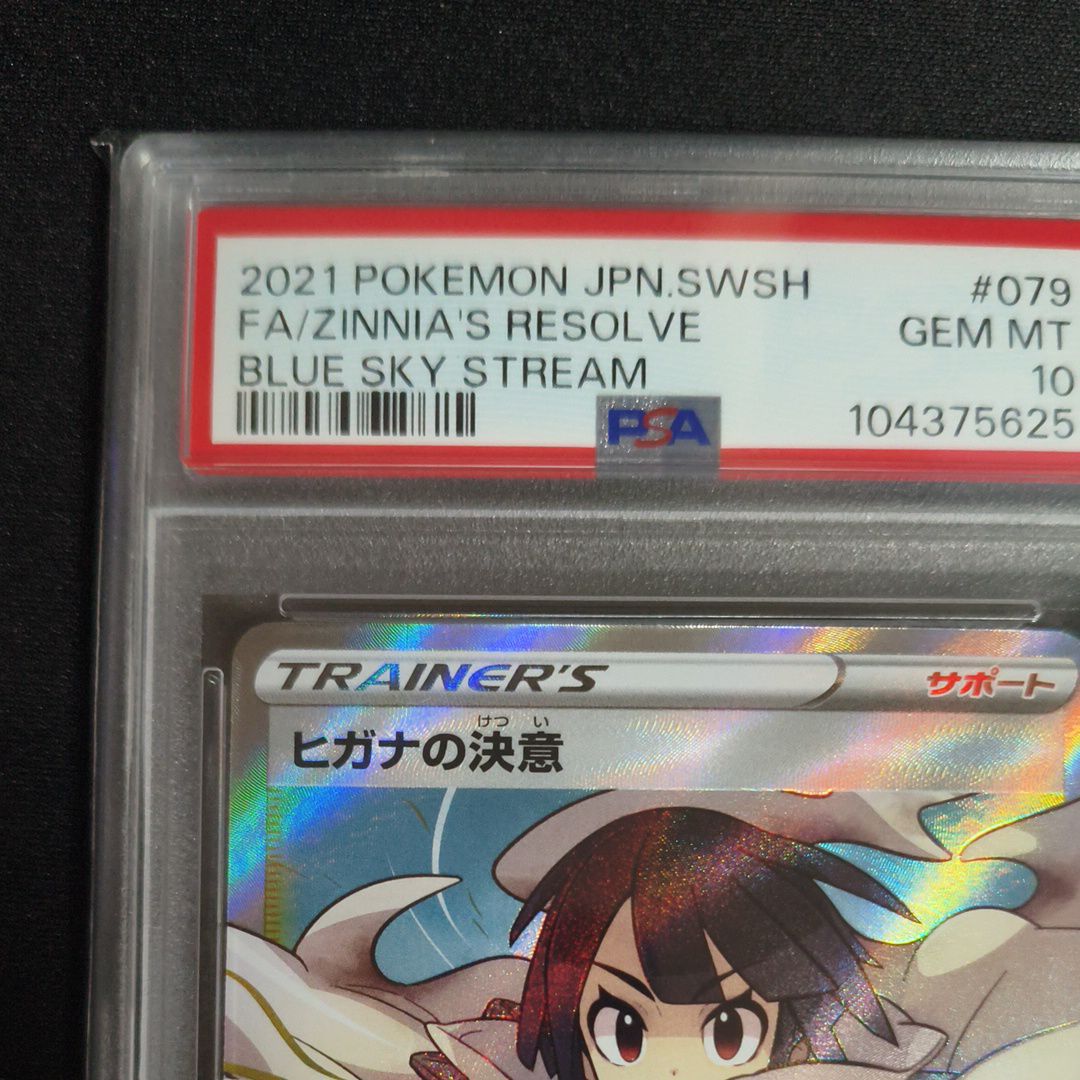 2021 POKEMON JPN.SWSH #079
FA/ZINNIA'S RESOLVE GEM MT
BLUE SKY STREAM 10
PSA 104375625
TRAINER'S サポート
けつ い
ヒガナの決意